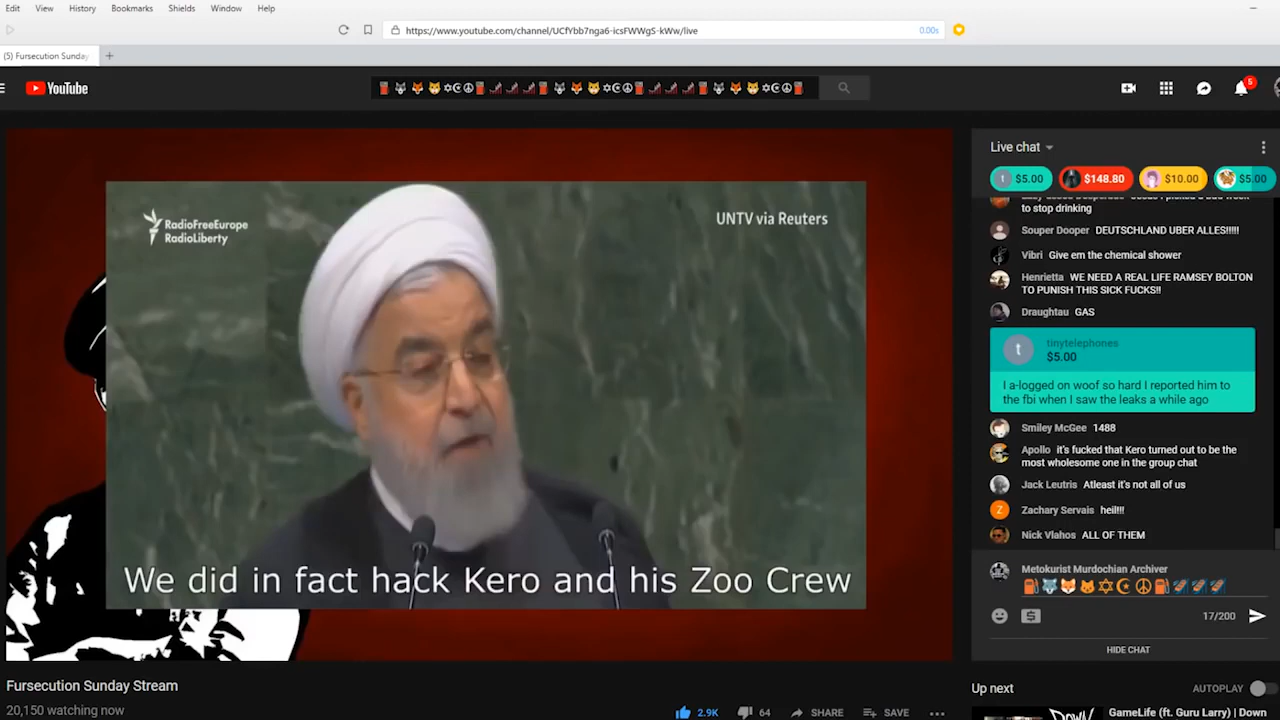 Edit View History Bookmarks Shields Window Help
https://www.youtube.com/channel/UCfYbb7nga6-icsFWWgS-kWw/live
0.00s
(5) Fursecution Sunday
YouTube
5
Live chat
$5.00 $148.80 $10.00 $5.00
to stop drinking
Souper Dooper DEUTSCHLAND UBER ALLES!!!!!
Vibri Give em the chemical shower
Henrietta WE NEED A REAL LIFE RAMSEY BOLTON
TO PUNISH THIS SICK FUCKS!!
Draughtau GAS
t
tinytelephones
$5.00
I a-logged on woof so hard I reported him to
the fbi when I saw the leaks a while ago
Smiley McGee 1488
Apollo it's fucked that Kero turned out to be the
most wholesome one in the group chat
Jack Leutris Atleast it's not all of us
Z
Zachary Servais heil!!!
Nick Vlahos ALL OF THEM
Metokurist Murdochian Archiver
17/200
HIDE CHAT
RadioFreeEurope
RadioLiberty
UNTV via Reuters
We did in fact hack Kero and his Zoo Crew
Fursecution Sunday Stream
20,150 watching now
2.9K 64 SHARE SAVE
Up next
AUTOPLAY
GameLife (ft. Guru Larry) | Down